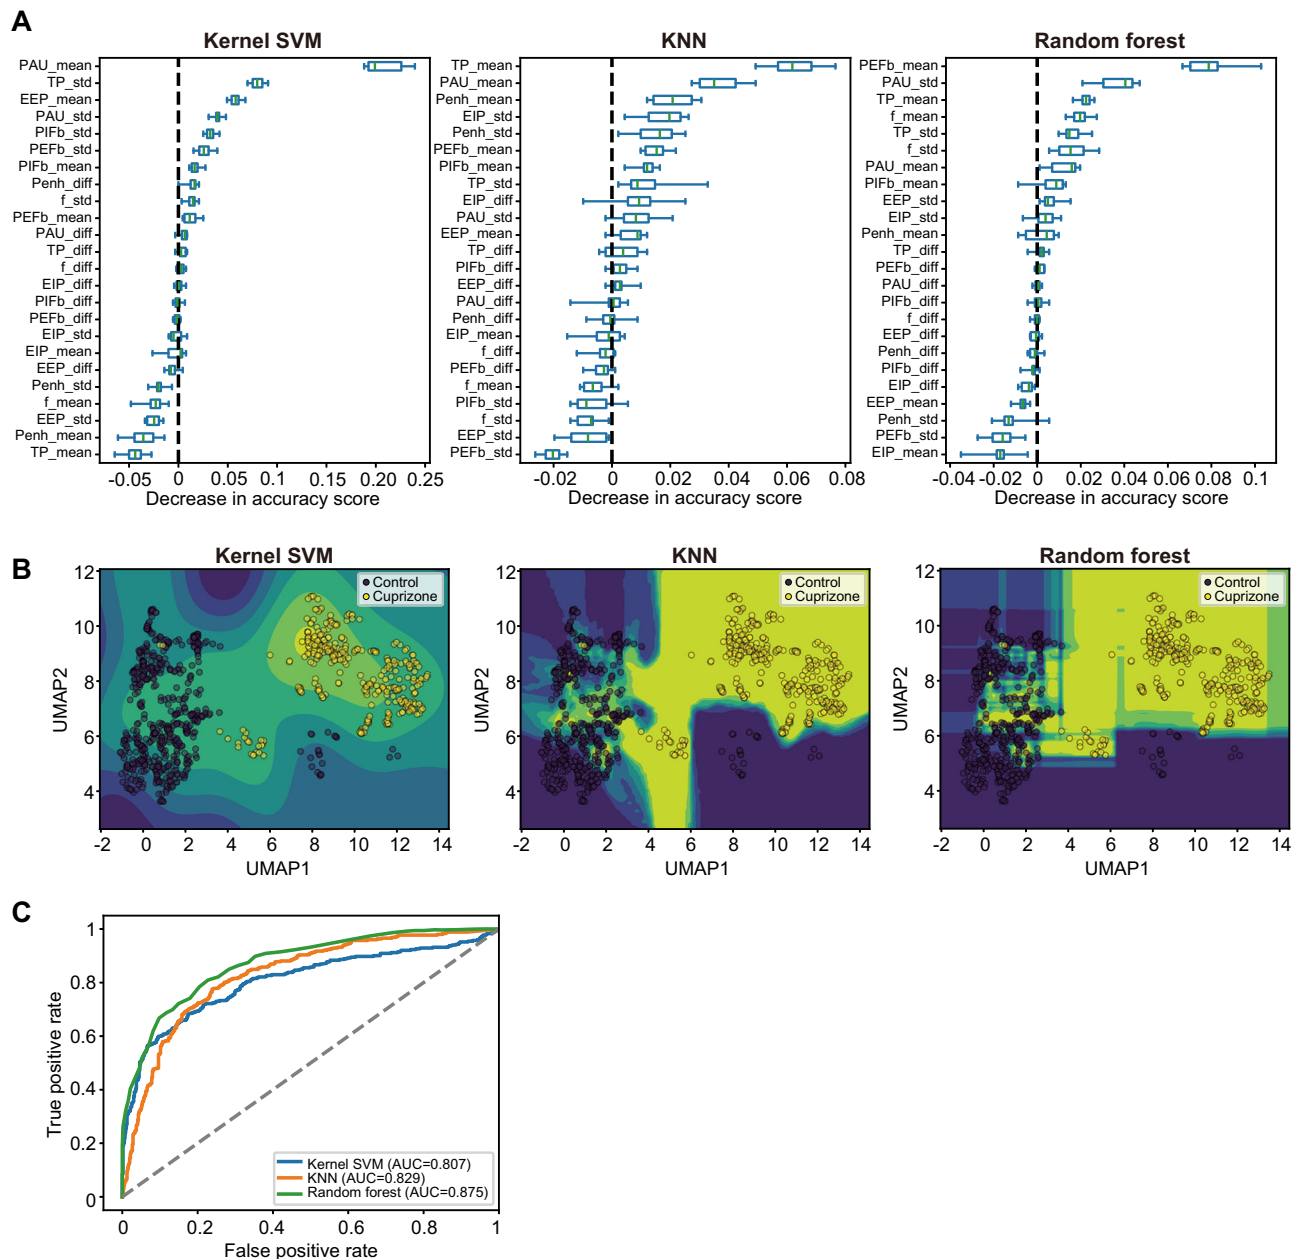 A
Kernel SVM
PAU_mean
TP_std
EEP_mean
PAU_std
PIFb_std
PEFb_std
PIFb_mean
Penh_diff
f_std
PEFb_mean
PAU_diff
TP_diff
f_diff
EIP_diff
PIFb_diff
PEFb_diff
EIP_std
EIP_mean
EEP_diff
Penh_std
f_mean
EEP_std
Penh_mean
TP_mean
-0.05 0 0.05 0.10 0.15 0.20 0.25
Decrease in accuracy score
KNN
TP_mean
PAU_mean
Penh_mean
EIP_std
Penh_std
PEFb_mean
PIFb_mean
TP_std
EIP_diff
PAU_std
EEP_mean
TP_diff
PIFb_diff
EEP_diff
PAU_diff
Penh_diff
EIP_mean
f_diff
PEFb_diff
f_mean
PIFb_std
f_std
EEP_std
PEFb_std
-0.02 0 0.02 0.04 0.06 0.08
Decrease in accuracy score
Random forest
PEFb_mean
PAU_std
TP_mean
f_mean
TP_std
f_std
PAU_mean
PIFb_mean
EEP_std
EIP_std
Penh_mean
TP_diff
PEFb_diff
PAU_diff
PIFb_diff
f_diff
EEP_diff
Penh_diff
PIFb_diff
EIP_diff
EEP_mean
Penh_std
PEFb_std
EIP_mean
-0.04 -0.02 0 0.02 0.04 0.06 0.08 0.1
Decrease in accuracy score
B
Kernel SVM
Control
Cuprizone
12
10
8
6
4
UMAP2
-2 0 2 4 6 8 10 12 14
UMAP1
KNN
Control
Cuprizone
12
10
8
6
4
UMAP2
-2 0 2 4 6 8 10 12 14
UMAP1
Random forest
Control
Cuprizone
12
10
8
6
4
UMAP2
-2 0 2 4 6 8 10 12 14
UMAP1
C
1
0.8
0.6
0.4
0.2
0
True positive rate
Kernel SVM (AUC=0.807)
KNN (AUC=0.829)
Random forest (AUC=0.875)
0 0.2 0.4 0.6 0.8 1
False positive rate